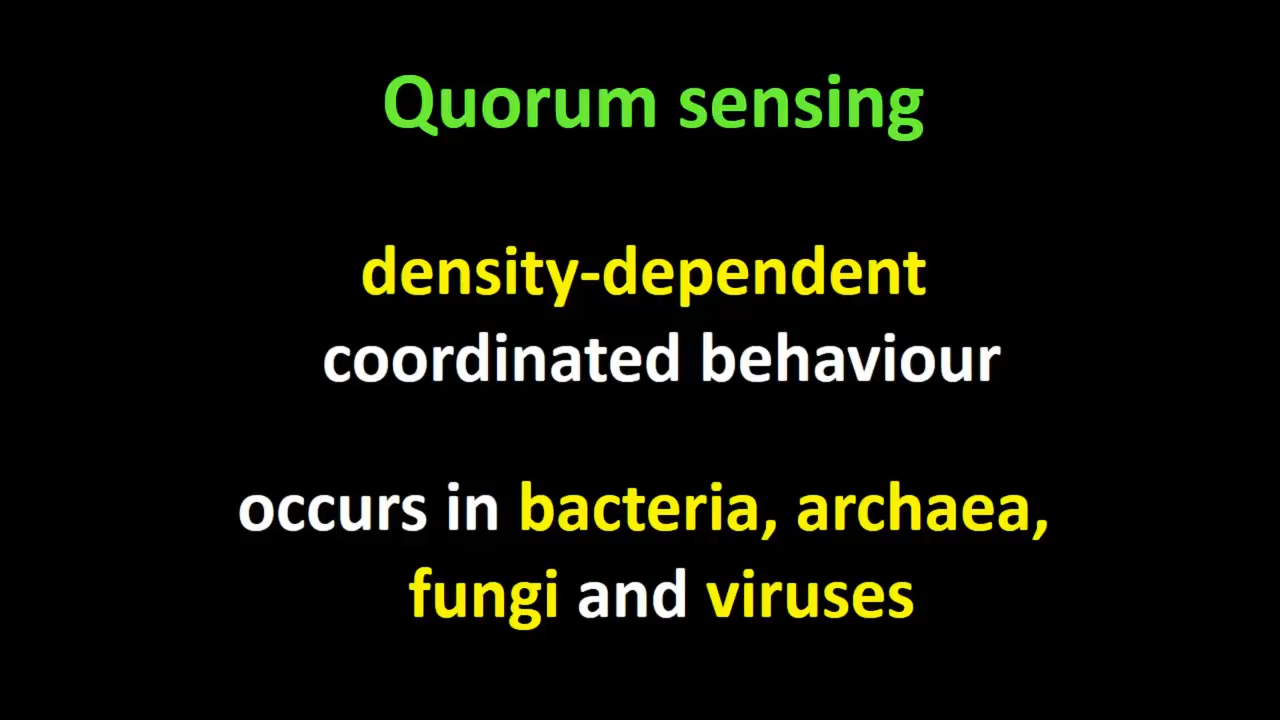 Quorum sensing
density-dependent
coordinated behaviour
occurs in bacteria, archaea,
fungi and viruses